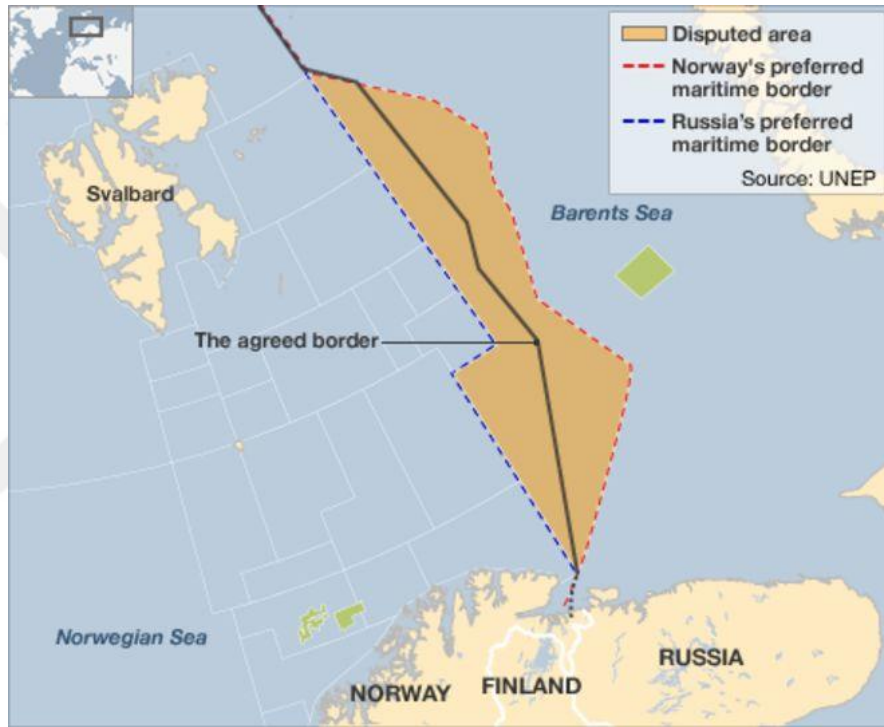 Disputed area
Norway's preferred
maritime border
Russia's preferred
maritime border
Source: UNEP
Svalbard
Barents Sea
The agreed border
Norwegian Sea
NORWAY
FINLAND
RUSSIA